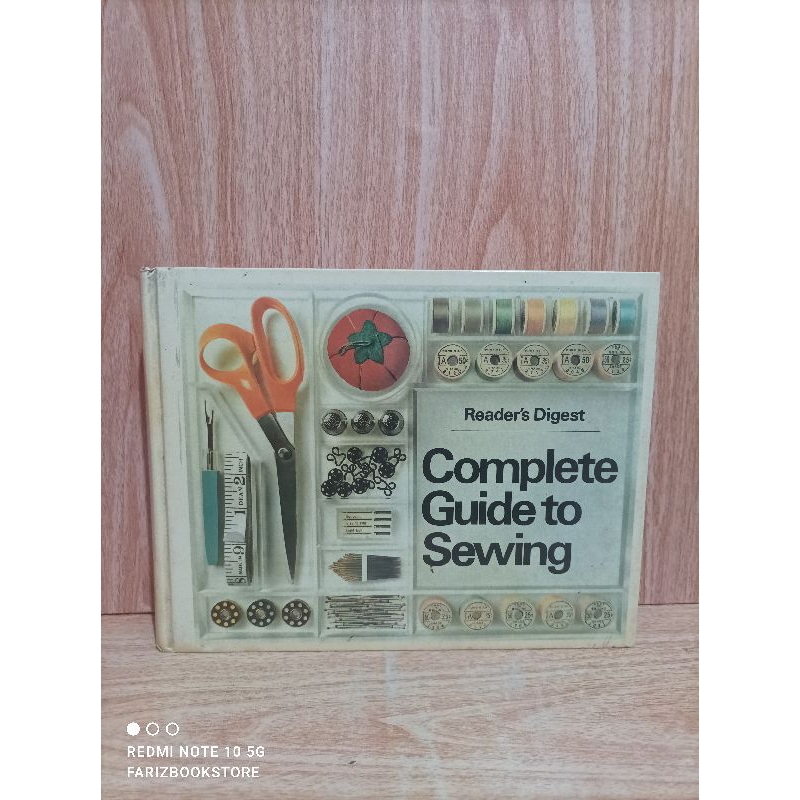 Reader's Digest
Complete
Guide to
Sewing
REDMI NOTE 10 5G
FARIZBOOKSTORE